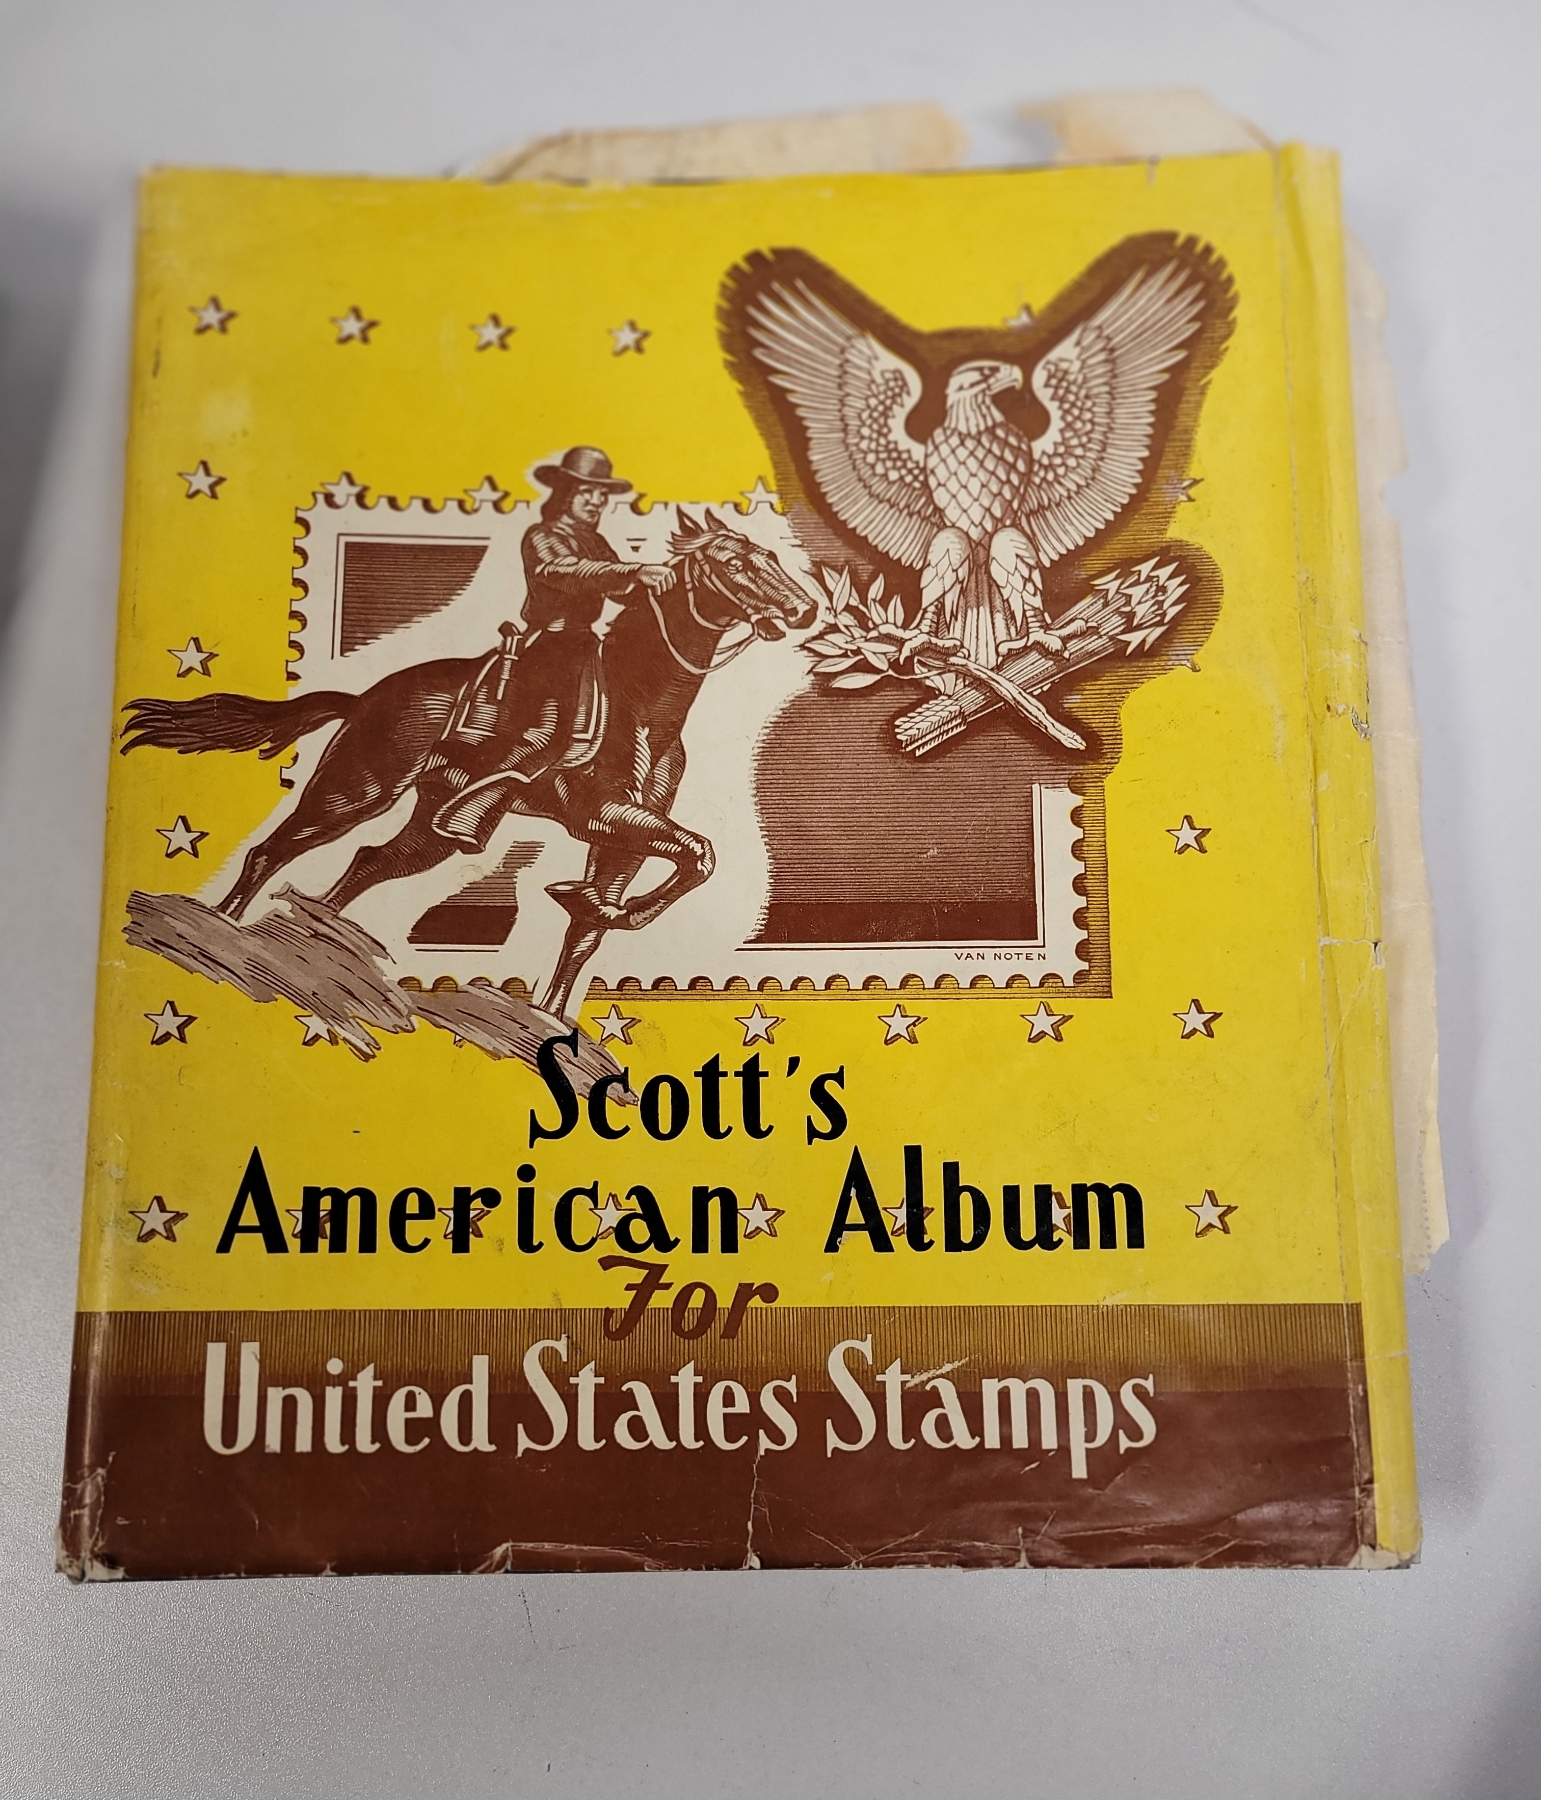 VAN NOTEN
Scott's
American Album
For
United States Stamps